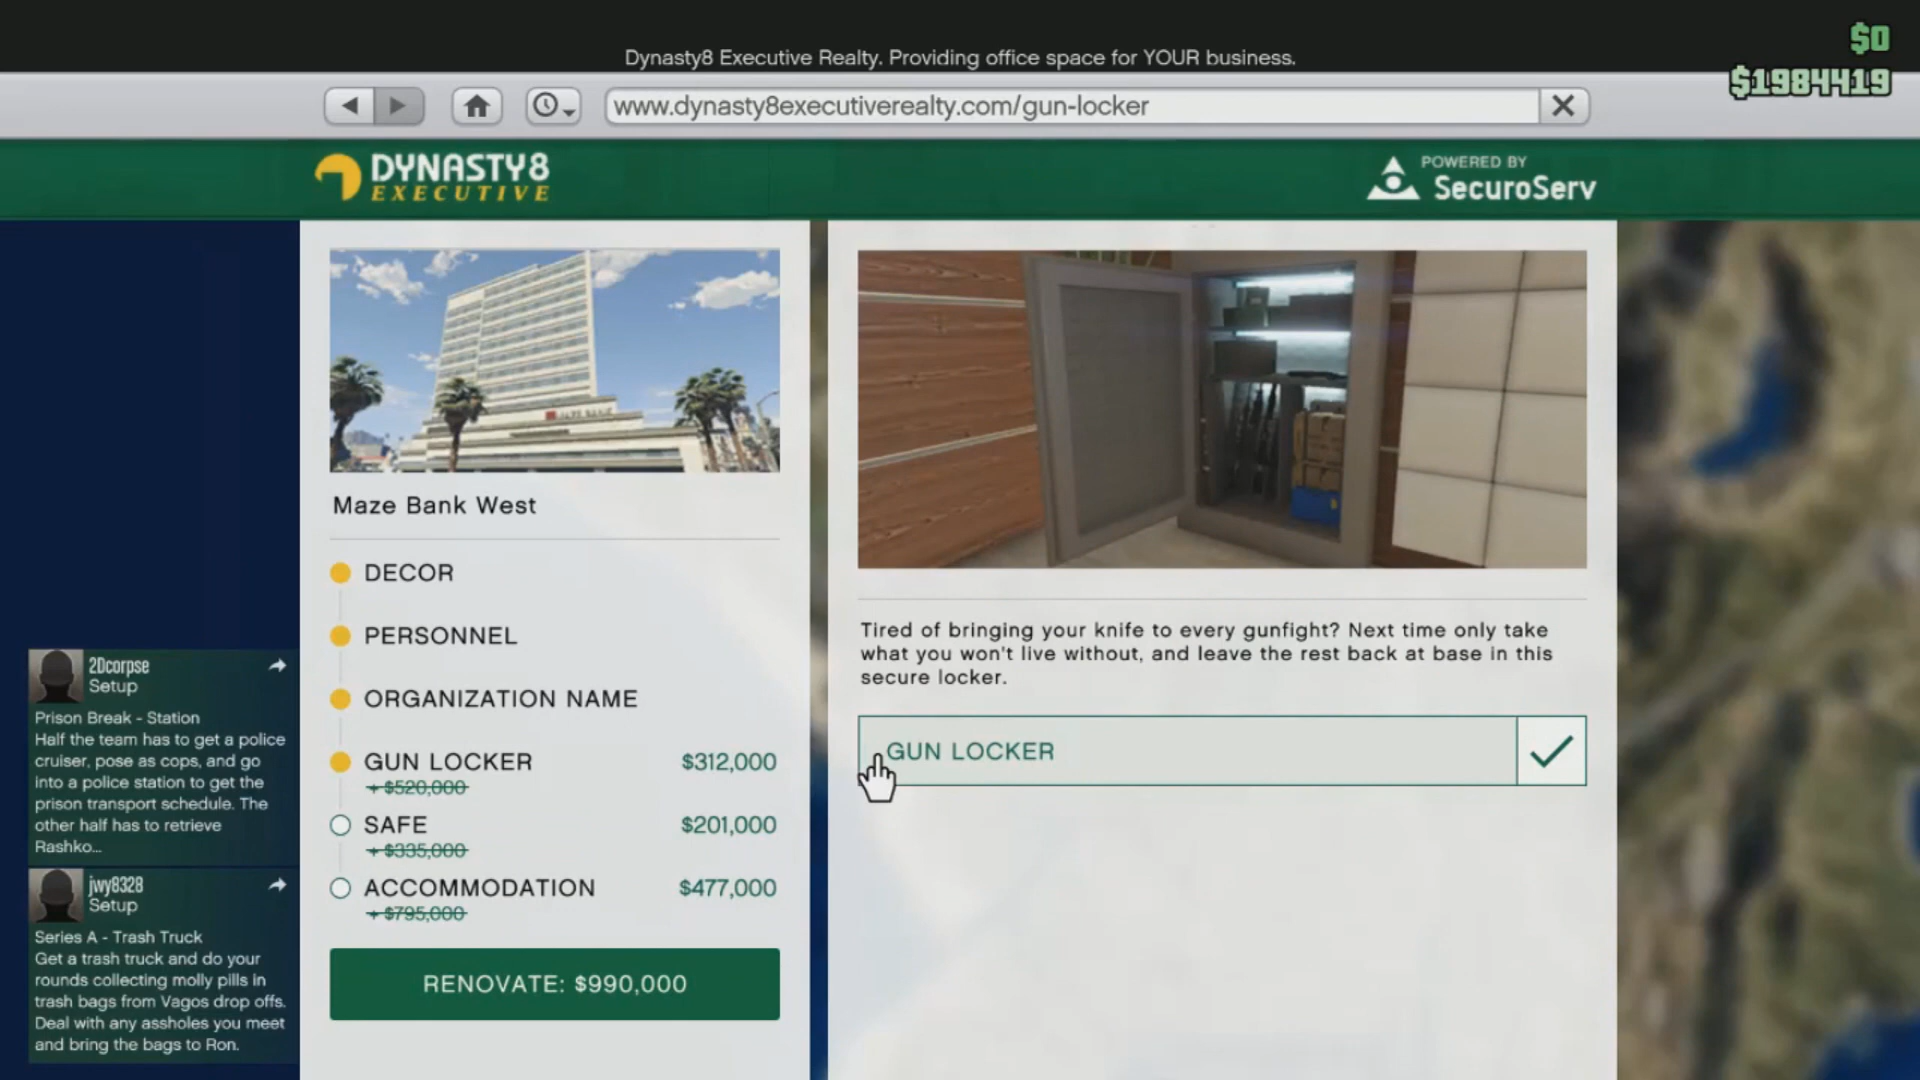 $0
$1984419
Dynasty8 Executive Realty. Providing office space for YOUR business.
www.dynasty8executiverealty.com/gun-locker
DYNASTY8
EXECUTIVE
POWERED BY
SecuroServ
MAZE BANK
Maze Bank West
DECOR
PERSONNEL
ORGANIZATION NAME
GUN LOCKER $312,000
+ $520,000
SAFE $201,000
+ $335,000
ACCOMMODATION $477,000
+ $795,000
RENOVATE: $990,000
Tired of bringing your knife to every gunfight? Next time only take
what you won't live without, and leave the rest back at base in this
secure locker.
GUN LOCKER
2Dcorpse
Setup
Prison Break - Station
Half the team has to get a police
cruiser, pose as cops, and go
into a police station to get the
prison transport schedule. The
other half has to retrieve
Rashko...
jwy8328
Setup
Series A - Trash Truck
Get a trash truck and do your
rounds collecting molly pills in
trash bags from Vagos drop offs.
Deal with any assholes you meet
and bring the bags to Ron.